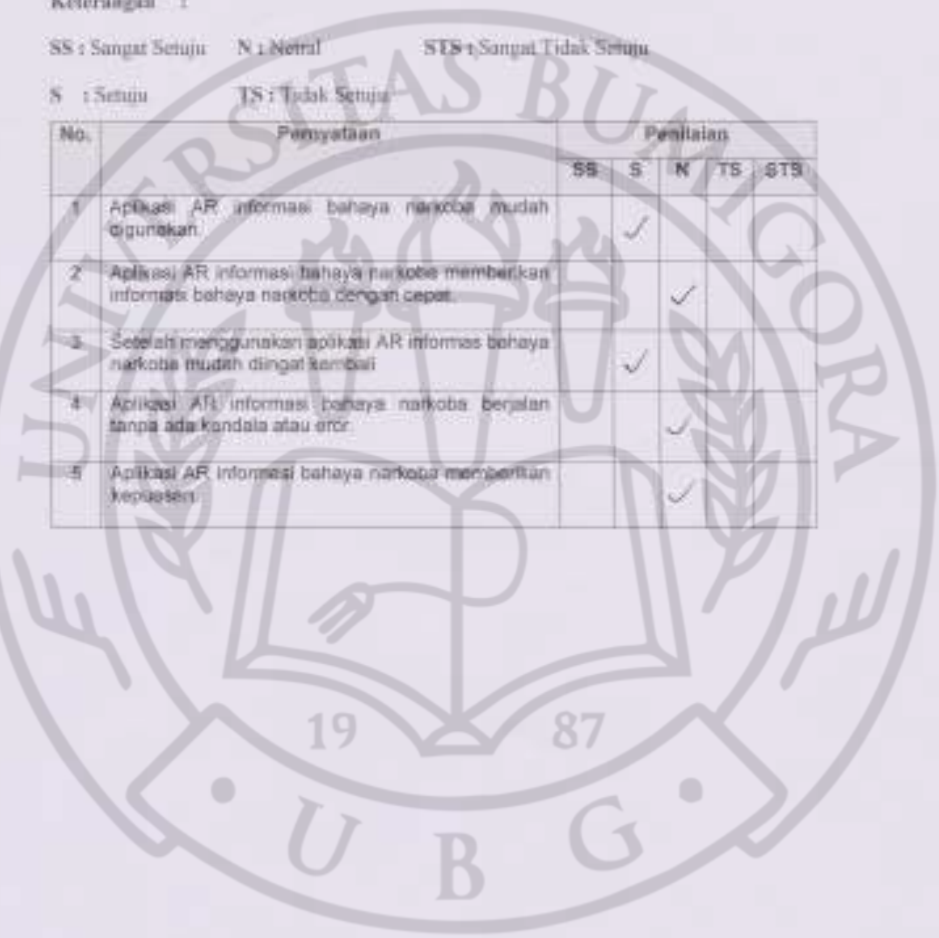 Keterangan :
SS : Sangat Setuju N : Netral STS : Sangat Tidak Setuju
S : Setuju TS : Tidak Setuju
No. Pernyataan Penilaian
SS S N TS STS
1 Aplikasi AR informasi bahaya narkoba mudah
digunakan. ✓
2 Aplikasi AR informasi bahaya narkoba memberikan
informasi bahaya narkoba dengan cepat. ✓
3 Setelah menggunakan aplikasi AR informas bahaya
narkoba mudah diingat kembali ✓
4 Aplikasi AR informasi bahaya narkoba berjalan
tanpa ada kendala atau eror. ✓
5 Aplikasi AR informasi bahaya narkoba memberikan
kepuasan. ✓
UNIVERSITAS BUMIGORA
19 87
U B G